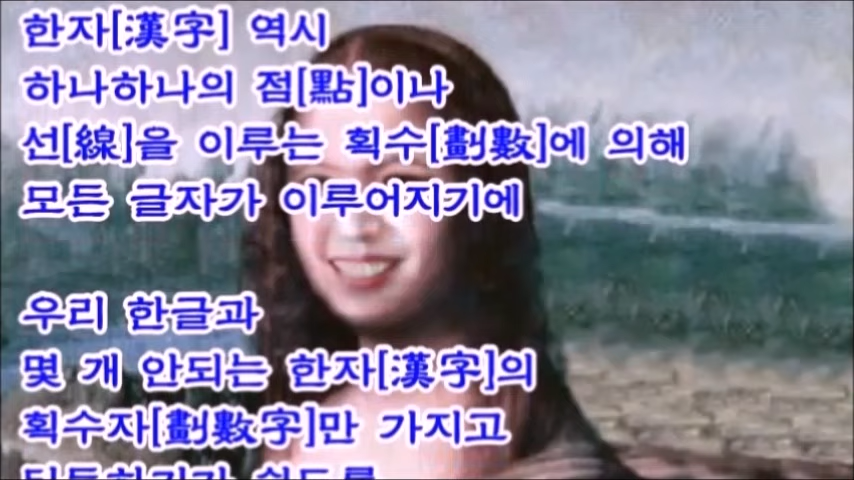 한자[漢字] 역시
하나하나의 점[點]이나
선[線]을 이루는 획수[劃數]에 의해
모든 글자가 이루어지기에
우리 한글과
몇 개 안되는 한자[漢字]의
획수자[劃數字]만 가지고